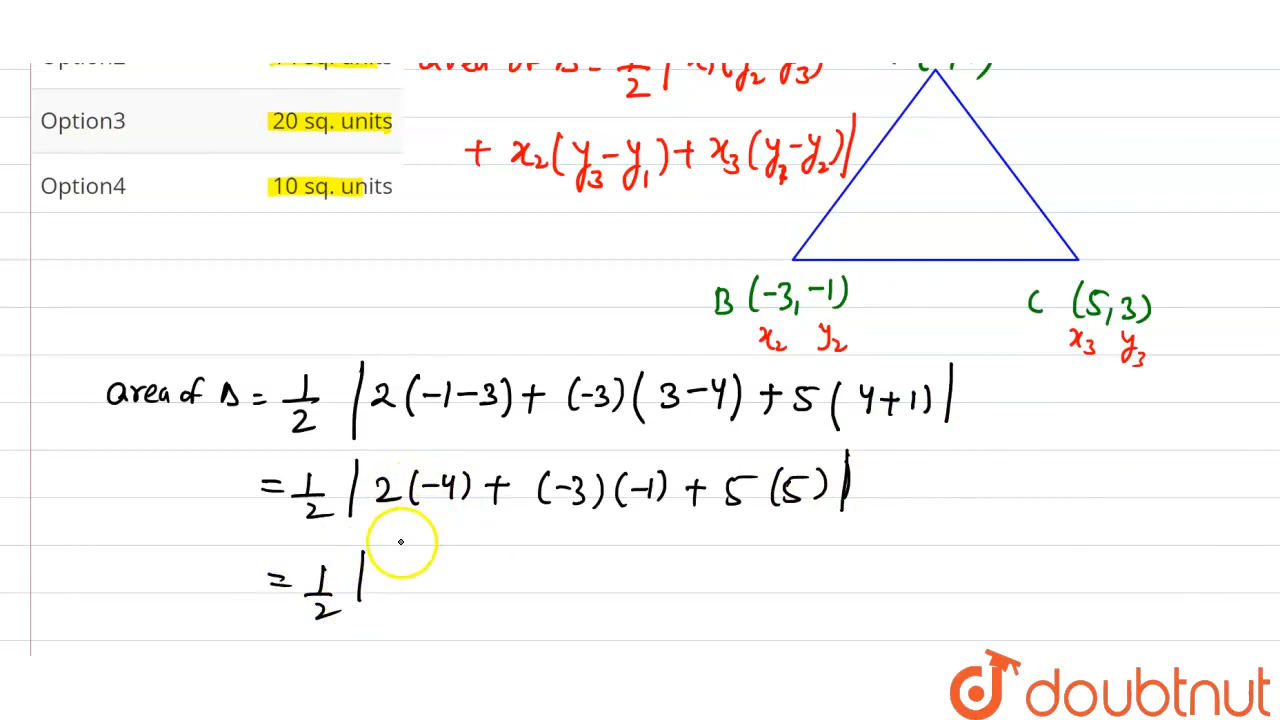 Option3 20 sq. units
Option4 10 sq. units
+ x₂(y₃-y₁)+x₃(y₁-y₂)|
B (-3,-1)
x₂ y₂
C (5,3)
x₃ y₃
area of Δ = 1/2 |2(-1-3)+ (-3)(3-4)+5(4+1)|
= 1/2 |2(-4)+ (-3)(-1)+5(5)|
= 1/2 |
doubtnut